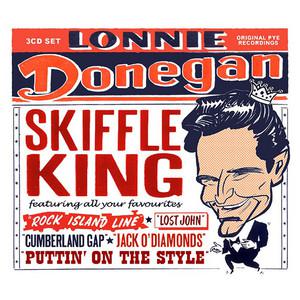 3CD SET
LONNIE
ORIGINAL PYE
RECORDINGS
Donegan
SKIFFLE
KING
featuring all your favourites
"ROCK ISLAND LINE" ★ "LOST JOHN"
"CUMBERLAND GAP" ★ "JACK O'DIAMONDS"
"PUTTIN' ON THE STYLE"